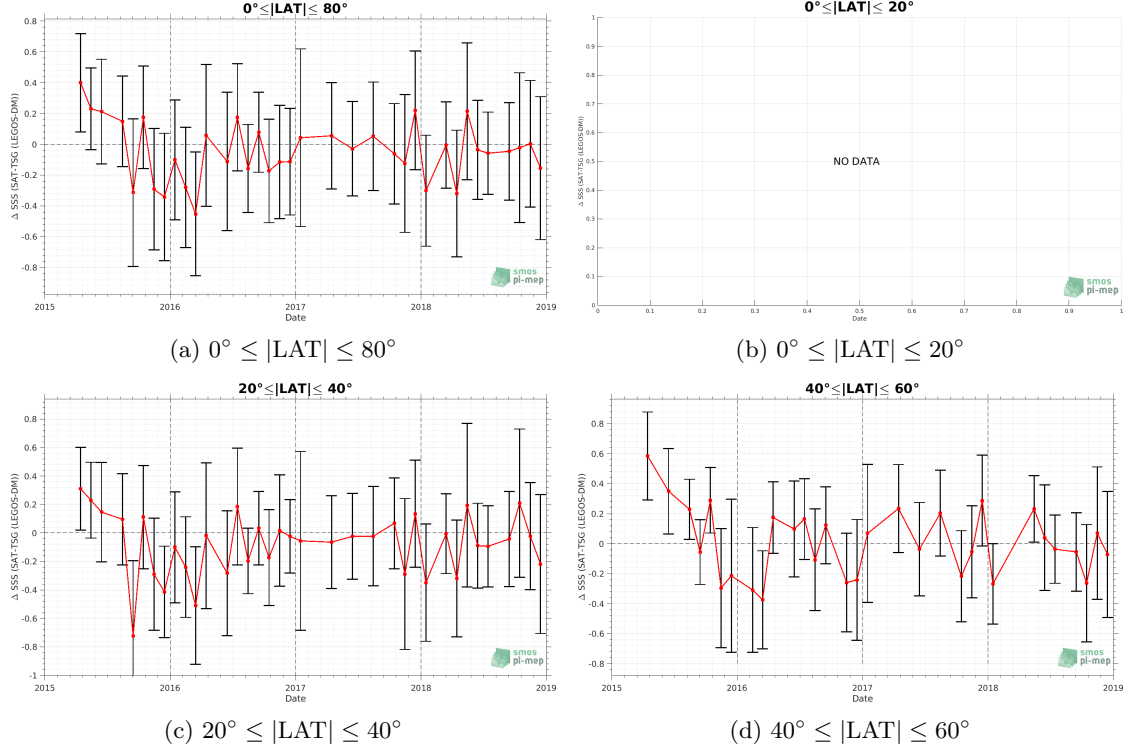 0°≤|LAT|≤ 80°
Δ SSS (SAT-TSG (LEGOS-DM))
0.8
0.6
0.4
0.2
0
-0.2
-0.4
-0.6
-0.8
2015 2016 2017 2018 2019
Date
smos
pi-mep
(a) 0° ≤ |LAT| ≤ 80°
0°≤|LAT|≤ 20°
Δ SSS (SAT-TSG (LEGOS-DM))
1
0.9
0.8
0.7
0.6
0.5
0.4
0.3
0.2
0.1
0
NO DATA
0 0.1 0.2 0.3 0.4 0.5 0.6 0.7 0.8 0.9 1
Date
smos
pi-mep
(b) 0° ≤ |LAT| ≤ 20°
20°≤|LAT|≤ 40°
Δ SSS (SAT-TSG (LEGOS-DM))
0.8
0.6
0.4
0.2
0
-0.2
-0.4
-0.6
-0.8
-1
2015 2016 2017 2018 2019
Date
smos
pi-mep
(c) 20° ≤ |LAT| ≤ 40°
40°≤|LAT|≤ 60°
Δ SSS (SAT-TSG (LEGOS-DM))
0.8
0.6
0.4
0.2
0
-0.2
-0.4
-0.6
-0.8
2015 2016 2017 2018 2019
Date
smos
pi-mep
(d) 40° ≤ |LAT| ≤ 60°